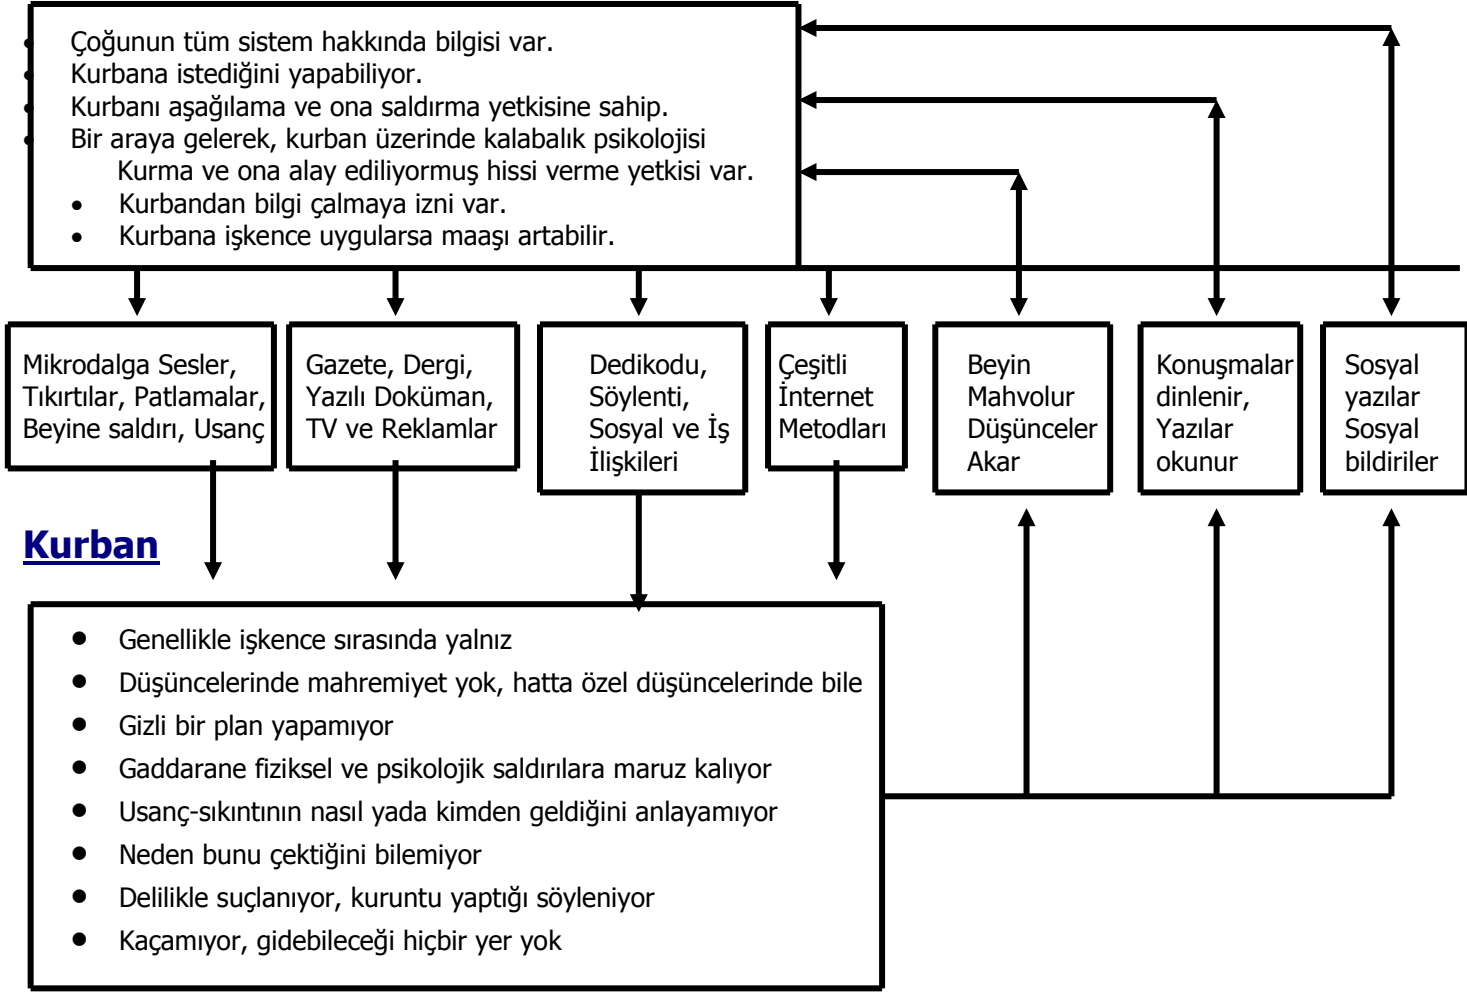 • Çoğunun tüm sistem hakkında bilgisi var.
• Kurbana istediğini yapabiliyor.
• Kurbanı aşağılama ve ona saldırma yetkisine sahip.
• Bir araya gelerek, kurban üzerinde kalabalık psikolojisi
Kurma ve ona alay ediliyormuş hissi verme yetkisi var.
• Kurbandan bilgi çalmaya izni var.
• Kurbana işkence uygularsa maaşı artabilir.
Mikrodalga Sesler,
Tıkırtılar, Patlamalar,
Beyine saldırı, Usanç
Gazete, Dergi,
Yazılı Doküman,
TV ve Reklamlar
Dedikodu,
Söylenti,
Sosyal ve İş
İlişkileri
Çeşitli
İnternet
Metodları
Beyin
Mahvolur
Düşünceler
Akar
Konuşmalar
dinlenir,
Yazılar
okunur
Sosyal
yazılar
Sosyal
bildiriler
Kurban
• Genellikle işkence sırasında yalnız
• Düşüncelerinde mahremiyet yok, hatta özel düşüncelerinde bile
• Gizli bir plan yapamıyor
• Gaddarane fiziksel ve psikolojik saldırılara maruz kalıyor
• Usanç-sıkıntının nasıl yada kimden geldiğini anlayamıyor
• Neden bunu çektiğini bilemiyor
• Delilikle suçlanıyor, kuruntu yaptığı söyleniyor
• Kaçamıyor, gidebileceği hiçbir yer yok